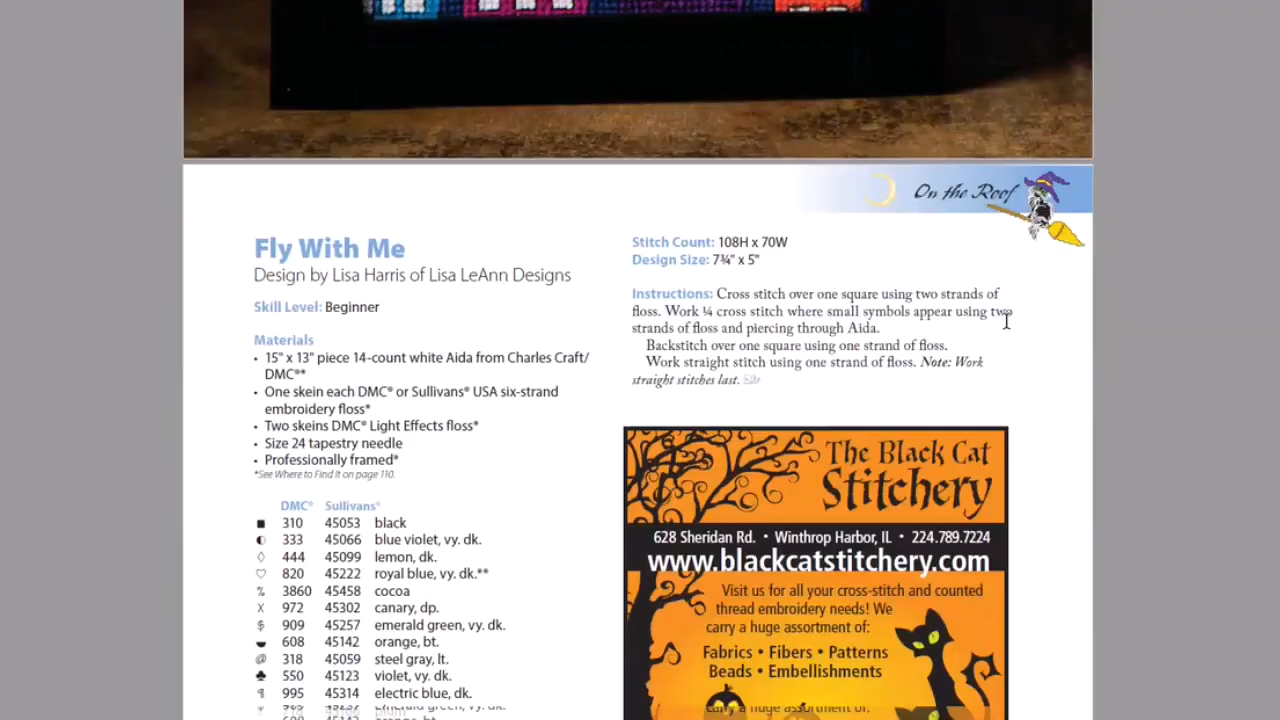 On the Roof
Fly With Me
Design by Lisa Harris of Lisa LeAnn Designs
Skill Level: Beginner
Materials
• 15" x 13" piece 14-count white Aida from Charles Craft/
DMC®**
• One skein each DMC® or Sullivans® USA six-strand
embroidery floss*
• Two skeins DMC® Light Effects floss*
• Size 24 tapestry needle
• Professionally framed*
*See Where to Find It on page 110.
DMC® Sullivans®
■ 310 45053 black
◐ 333 45066 blue violet, vy. dk.
◊ 444 45099 lemon, dk.
♡ 820 45222 royal blue, vy. dk.**
% 3860 45458 cocoa
X 972 45302 canary, dp.
$ 909 45257 emerald green, vy. dk.
608 45142 orange, bt.
@ 318 45059 steel gray, lt.
♣ 550 45123 violet, vy. dk.
¶ 995 45314 electric blue, dk.
Stitch Count: 108H x 70W
Design Size: 7¾" x 5"
Instructions: Cross stitch over one square using two strands of
floss. Work ¼ cross stitch where small symbols appear using two
strands of floss and piercing through Aida.
Backstitch over one square using one strand of floss.
Work straight stitch using one strand of floss. Note: Work
straight stitches last.
The Black Cat
Stitchery
628 Sheridan Rd. • Winthrop Harbor, IL • 224.789.7224
www.blackcatstitchery.com
Visit us for all your cross-stitch and counted
thread embroidery needs! We
carry a huge assortment of:
Fabrics • Fibers • Patterns
Beads • Embellishments
carry a huge assortment of: